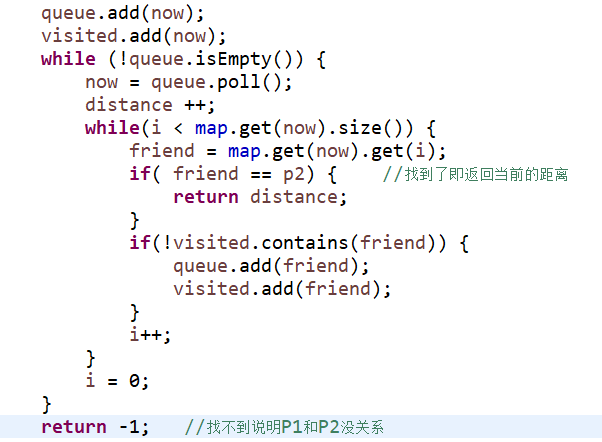 queue.add(now);
visited.add(now);
while (!queue.isEmpty()) {
now = queue.poll();
distance ++;
while(i < map.get(now).size()) {
friend = map.get(now).get(i);
if( friend == p2) { //找到了即返回当前的距离
return distance;
}
if(!visited.contains(friend)) {
queue.add(friend);
visited.add(friend);
}
i++;
}
i = 0;
}
return -1; //找不到说明P1和P2没关系